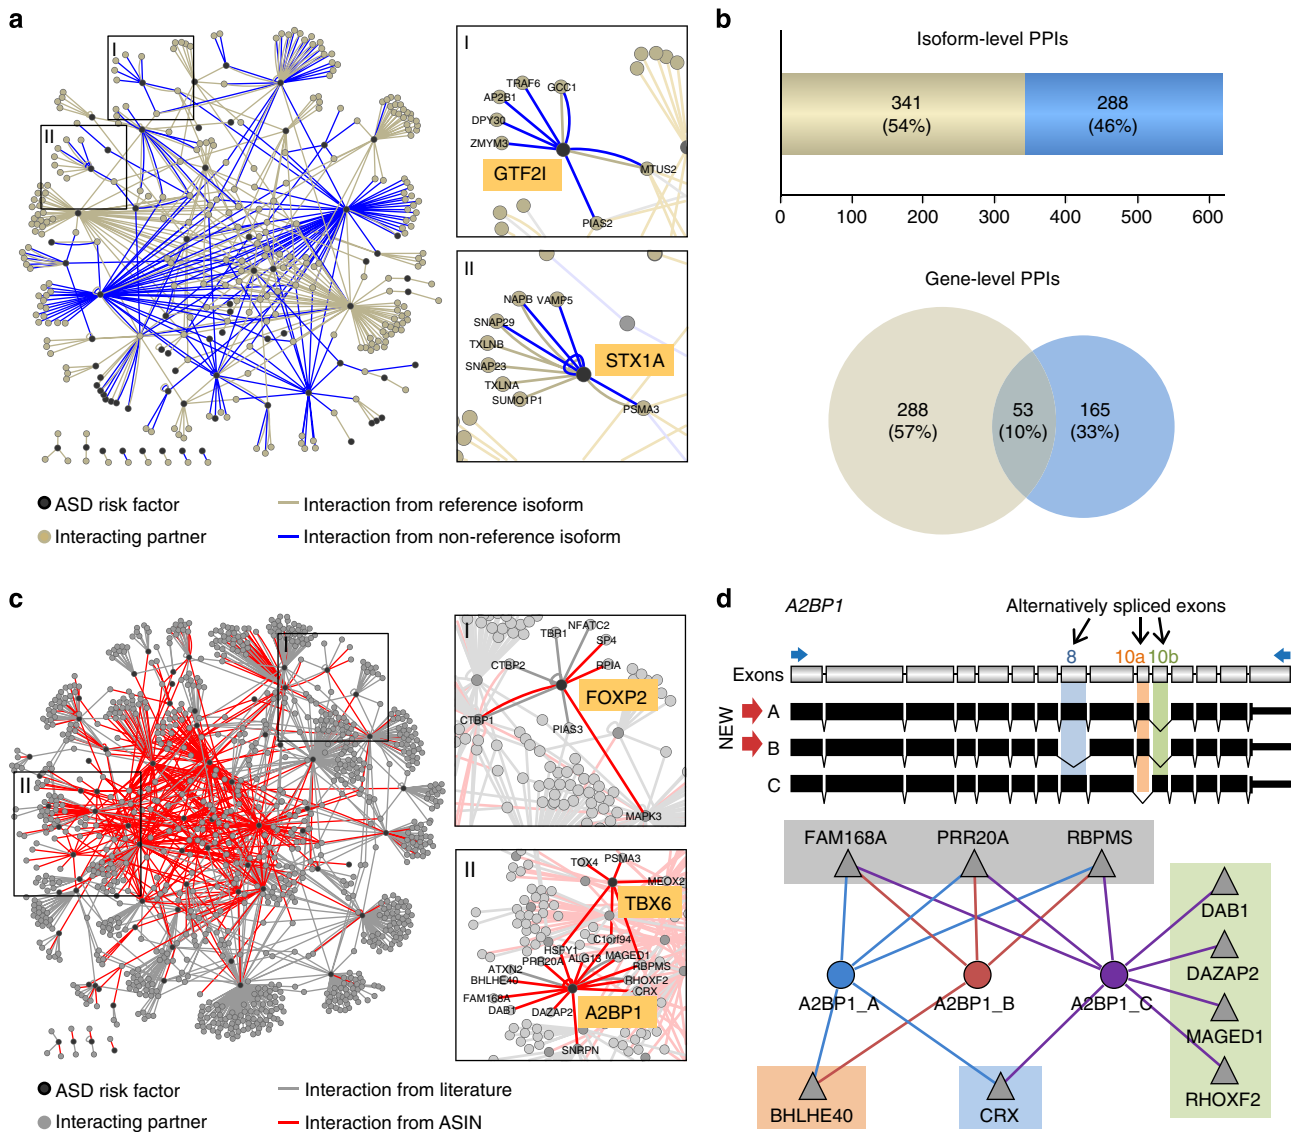 a
I
II
I
TRAF6
GCC1
AP2B1
DPY30
ZMYM3
GTF2I
MTUS2
PIAS2
II
NAPB VAMP5
SNAP29
TXLNB
SNAP23
TXLNA
SUMO1P1
STX1A
PSMA3
ASD risk factor
Interaction from reference isoform
Interacting partner
Interaction from non-reference isoform
b
Isoform-level PPIs
341
(54%)
288
(46%)
0 100 200 300 400 500 600
Gene-level PPIs
288
(57%)
53
(10%)
165
(33%)
c
I
II
I
NFATC2
TBR1
SP4
CTBP2
RPIA
FOXP2
CTBP1
PIAS3
MAPK3
II
TOX4
PSMA3
MEOX2
TBX6
C1orf94
HSFY1
ALG13
MAGED1
PRR20A
RBPMS
ATXN2
BHLHE40
RHOXF2
CRX
FAM168A
DAB1
DAZAP2
A2BP1
SNRPN
ASD risk factor
Interaction from literature
Interacting partner
Interaction from ASIN
d
A2BP1
Alternatively spliced exons
8
10a
10b
Exons
NEW
A
B
C
FAM168A
PRR20A
RBPMS
DAB1
DAZAP2
MAGED1
RHOXF2
A2BP1_A
A2BP1_B
A2BP1_C
BHLHE40
CRX